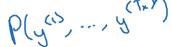 P(y^{<1>}, ..., y^{<T_y>})